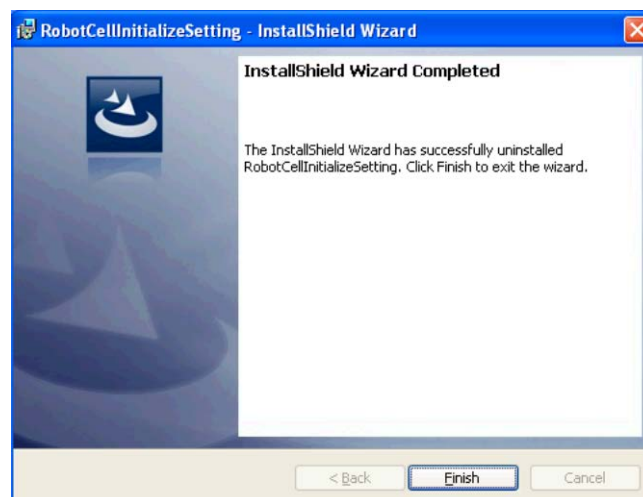 RobotCellInitializeSetting - InstallShield Wizard
InstallShield Wizard Completed
The InstallShield Wizard has successfully uninstalled
RobotCellInitializeSetting. Click Finish to exit the wizard.
< Back
Finish
Cancel